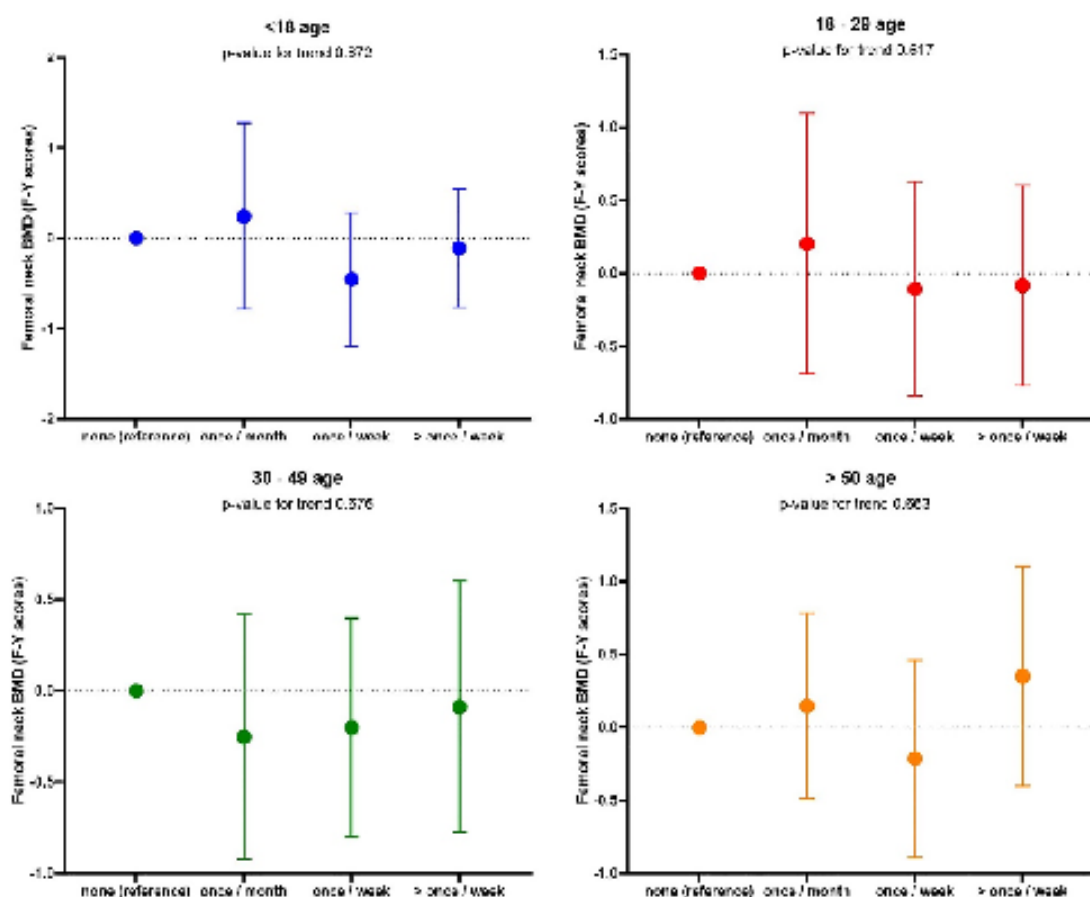 <18 age
p-value for trend 0.872
2
1
0
-1
-2
Femoral neck BMD (F-Y scores)
none (reference) once / month once / week > once / week
18 - 29 age
p-value for trend 0.817
1.5
1.0
0.5
0.0
-0.5
-1.0
Femoral neck BMD (F-Y scores)
none (reference) once / month once / week > once / week
30 - 49 age
p-value for trend
1.0
0.5
0.0
-0.5
-1.0
Femoral neck BMD (F-Y scores)
none (reference) once / month once / week > once / week
> 50 age
p-value for trend
1.5
1.0
0.5
0.0
-0.5
-1.0
Femoral neck BMD (F-Y scores)
none (reference) once / month once / week > once / week